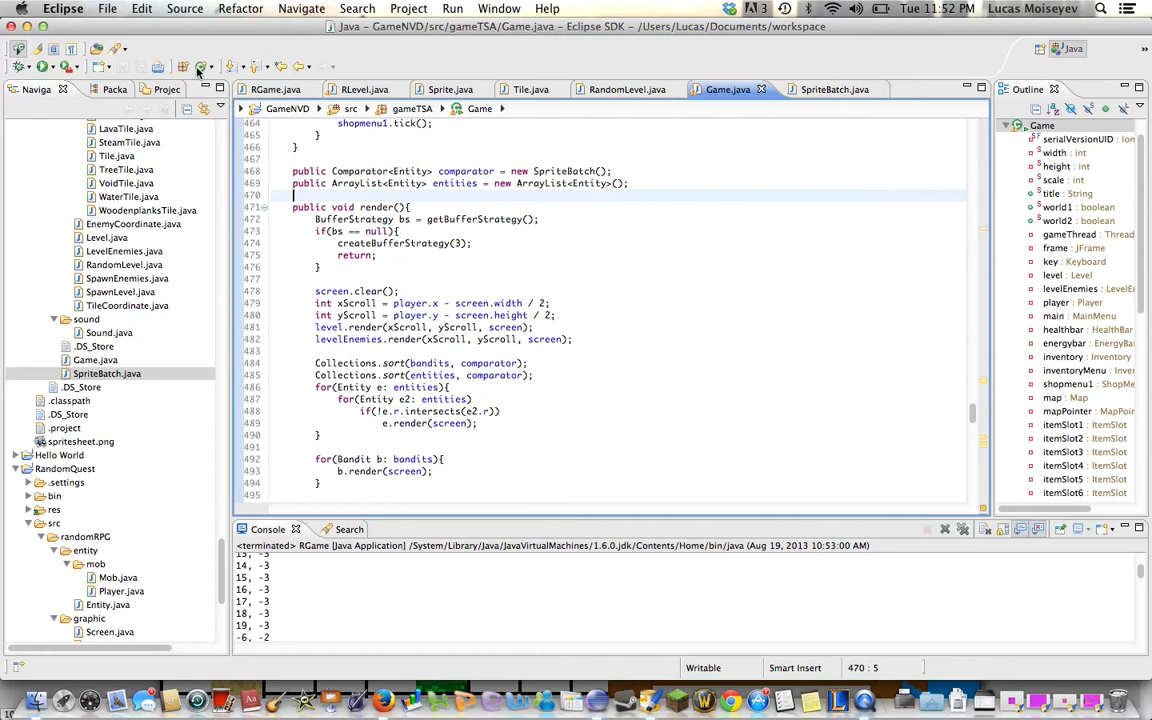 Eclipse File Edit Source Refactor Navigate Search Project Run Window Help
3 Tue 11:52 PM Lucas Moiseyev
Java – GameNVD/src/gameTSA/Game.java – Eclipse SDK – /Users/Lucas/Documents/workspace
Java
Naviga Packa Projec
RGame.java RLevel.java Sprite.java Tile.java RandomLevel.java Game.java SpriteBatch.java
Outline
GameNVD src gameTSA Game
LavaTile.java
SteamTile.java
Tile.java
TreeTile.java
VoidTile.java
WaterTile.java
WoodenplanksTile.java
EnemyCoordinate.java
Level.java
LevelEnemies.java
RandomLevel.java
SpawnEnemies.java
SpawnLevel.java
TileCoordinate.java
sound
Sound.java
.DS_Store
Game.java
SpriteBatch.java
.DS_Store
.classpath
.DS_Store
.project
spritesheet.png
Hello World
RandomQuest
.settings
bin
res
src
randomRPG
entity
mob
Mob.java
Player.java
Entity.java
graphic
Screen.java
464 shopmenu1.tick();
465 }
466 }
467
468 public Comparator<Entity> comparator = new SpriteBatch();
469 public ArrayList<Entity> entities = new ArrayList<Entity>();
470
471 public void render(){
472 BufferStrategy bs = getBufferStrategy();
473 if(bs == null){
474 createBufferStrategy(3);
475 return;
476 }
477
478 screen.clear();
479 int xScroll = player.x - screen.width / 2;
480 int yScroll = player.y - screen.height / 2;
481 level.render(xScroll, yScroll, screen);
482 levelEnemies.render(xScroll, yScroll, screen);
483
484 Collections.sort(bandits, comparator);
485 Collections.sort(entities, comparator);
486 for(Entity e: entities){
487 for(Entity e2: entities)
488 if(!e.r.intersects(e2.r))
489 e.render(screen);
490 }
491
492 for(Bandit b: bandits){
493 b.render(screen);
494 }
495
Game
serialVersionUID : lon
width : int
height : int
scale : int
title : String
world1 : boolean
world2 : boolean
gameThread : Thread
frame : JFrame
key : Keyboard
level : Level
levelEnemies : LevelE
player : Player
main : MainMenu
healthbar : HealthBar
energybar : EnergyBar
inventory : Inventory
inventoryMenu : Inve
shopmenu1 : ShopMe
map : Map
mapPointer : MapPoi
itemSlot1 : ItemSlot
itemSlot2 : ItemSlot
itemSlot3 : ItemSlot
itemSlot4 : ItemSlot
itemSlot5 : ItemSlot
itemSlot6 : ItemSlot
Console Search
<terminated> RGame [Java Application] /System/Library/Java/JavaVirtualMachines/1.6.0.jdk/Contents/Home/bin/java (Aug 19, 2013 10:53:00 AM)
13, -3
14, -3
15, -3
16, -3
17, -3
18, -3
19, -3
-6, -2
Writable Smart Insert 470 : 5